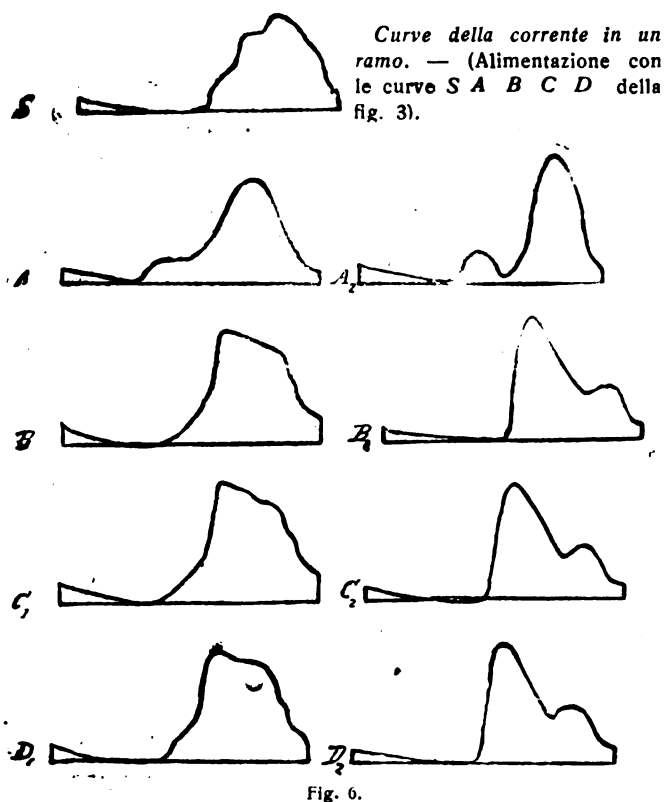 Curve della corrente in un
ramo. — (Alimentazione con
le curve S A B C D della
fig. 3).
S
A A₂
B B₂
C₁ C₂
D₁ D₂
Fig. 6.